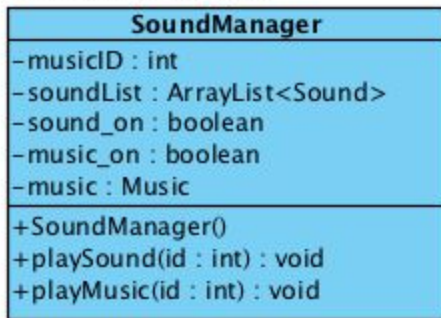 SoundManager
-musicID : int
-soundList : ArrayList<Sound>
-sound_on : boolean
-music_on : boolean
-music : Music
+SoundManager()
+playSound(id : int) : void
+playMusic(id : int) : void